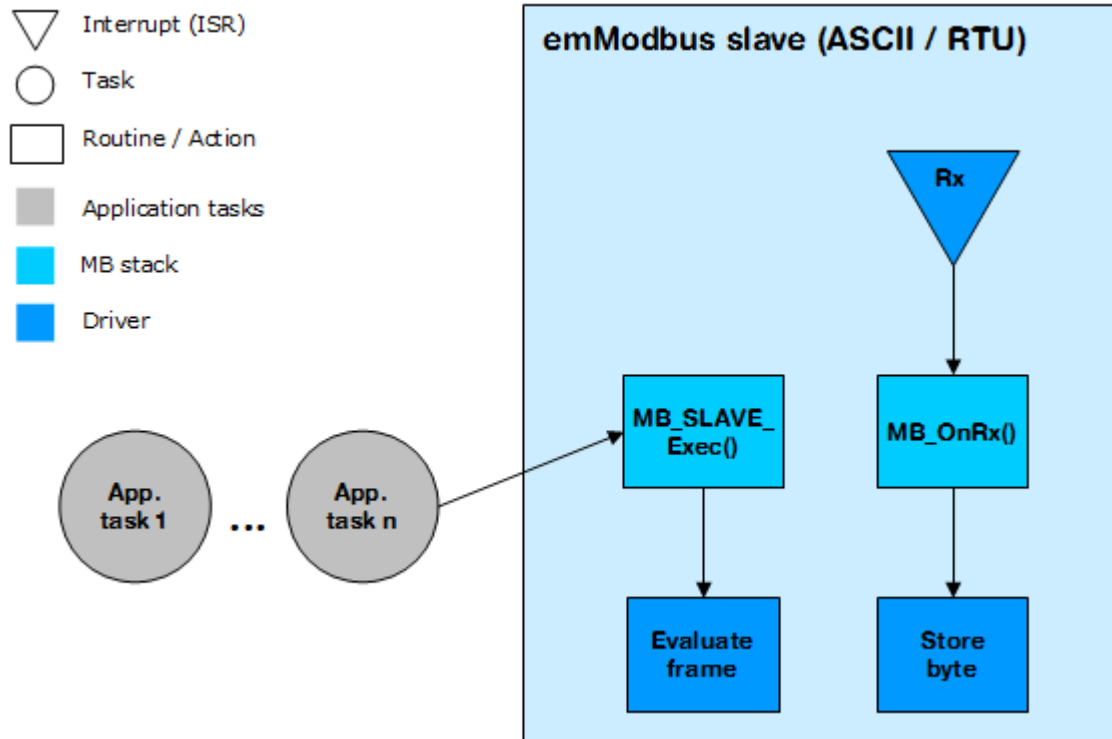 Interrupt (ISR)
Task
Routine / Action
Application tasks
MB stack
Driver
emModbus slave (ASCII / RTU)
Rx
MB_SLAVE_
Exec()
MB_OnRx()
App.
task 1
...
App.
task n
Evaluate
frame
Store
byte